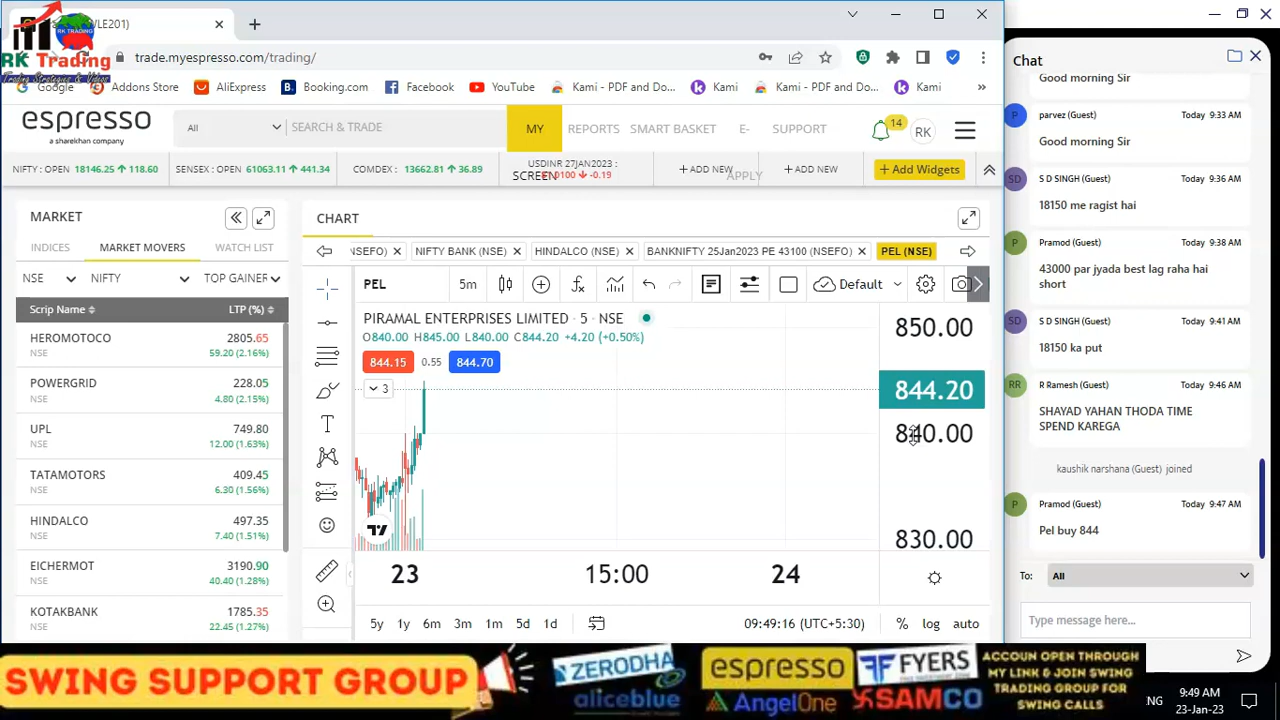 /LE201)
RK Trading
Trading Strategies & Videos
trade.myespresso.com/trading/
Google
Addons Store
AliExpress
Booking.com
Facebook
YouTube
Kami - PDF and Do...
Kami
Kami - PDF and Do...
Kami
espresso
a sharekhan company
All
SEARCH & TRADE
MY
REPORTS
SMART BASKET
E-
SUPPORT
14
RK
NIFTY : OPEN 18146.25 118.60
SENSEX : OPEN 61063.11 441.34
COMDEX : 13662.81 36.89
USDINR 27JAN2023 :
SCREEN
-0.19
+ ADD NEW
APPLY
+ ADD NEW
+ Add Widgets
MARKET
INDICES
MARKET MOVERS
WATCH LIST
NSE
NIFTY
TOP GAINER
Scrip Name
LTP (%)
HEROMOTOCO 2805.65
NSE 59.20 (2.16%)
POWERGRID 228.05
NSE 4.80 (2.15%)
UPL 749.80
NSE 12.00 (1.63%)
TATAMOTORS 409.45
NSE 6.30 (1.56%)
HINDALCO 497.35
NSE 7.40 (1.51%)
EICHERMOT 3190.90
NSE 40.40 (1.28%)
KOTAKBANK 1785.35
NSE 22.45 (1.27%)
CHART
NSEFO)
NIFTY BANK (NSE)
HINDALCO (NSE)
BANKNIFTY 25Jan2023 PE 43100 (NSEFO)
PEL (NSE)
PEL
5m
Default
PIRAMAL ENTERPRISES LIMITED · 5 · NSE
O840.00 H845.00 L840.00 C844.20 +4.20 (+0.50%)
844.15
0.55
844.70
3
850.00
844.20
840.00
830.00
23
15:00
24
5y
1y
6m
3m
1m
5d
1d
09:49:16 (UTC+5:30)
%
log
auto
Chat
Good morning Sir
P
parvez (Guest) Today 9:33 AM
Good morning Sir
SD
S D SINGH (Guest) Today 9:36 AM
18150 me ragist hai
P
Pramod (Guest) Today 9:38 AM
43000 par jyada best lag raha hai
short
SD
S D SINGH (Guest) Today 9:41 AM
18150 ka put
RR
R Ramesh (Guest) Today 9:46 AM
SHAYAD YAHAN THODA TIME
SPEND KAREGA
kaushik narshana (Guest) joined
P
Pramod (Guest) Today 9:47 AM
Pel buy 844
To:
All
Type message here...
SWING SUPPORT GROUP
ZERODHA
aliceblue
espresso
AngelOne
FYERS
SAMCO
ACCOUN OPEN THROUGH
MY LINK & JOIN SWING
TRADING GROUP FOR
SWING CALLS
NG
9:49 AM
23-Jan-23